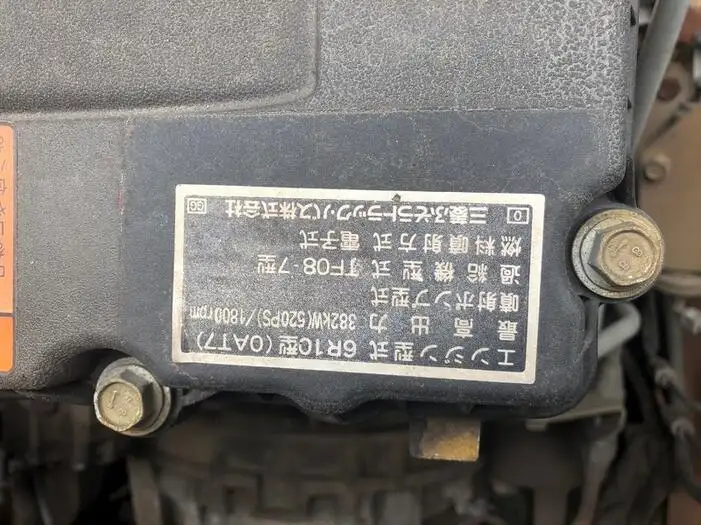 エンジン型式 6R10型(0AT7)
最高出力 382kW(520PS)/1800rpm
噴射ポンプ型式
過給機型式 TF08-7型
燃料噴射方式 電子式
0 三菱ふそうトラック・バス株式会社 GG